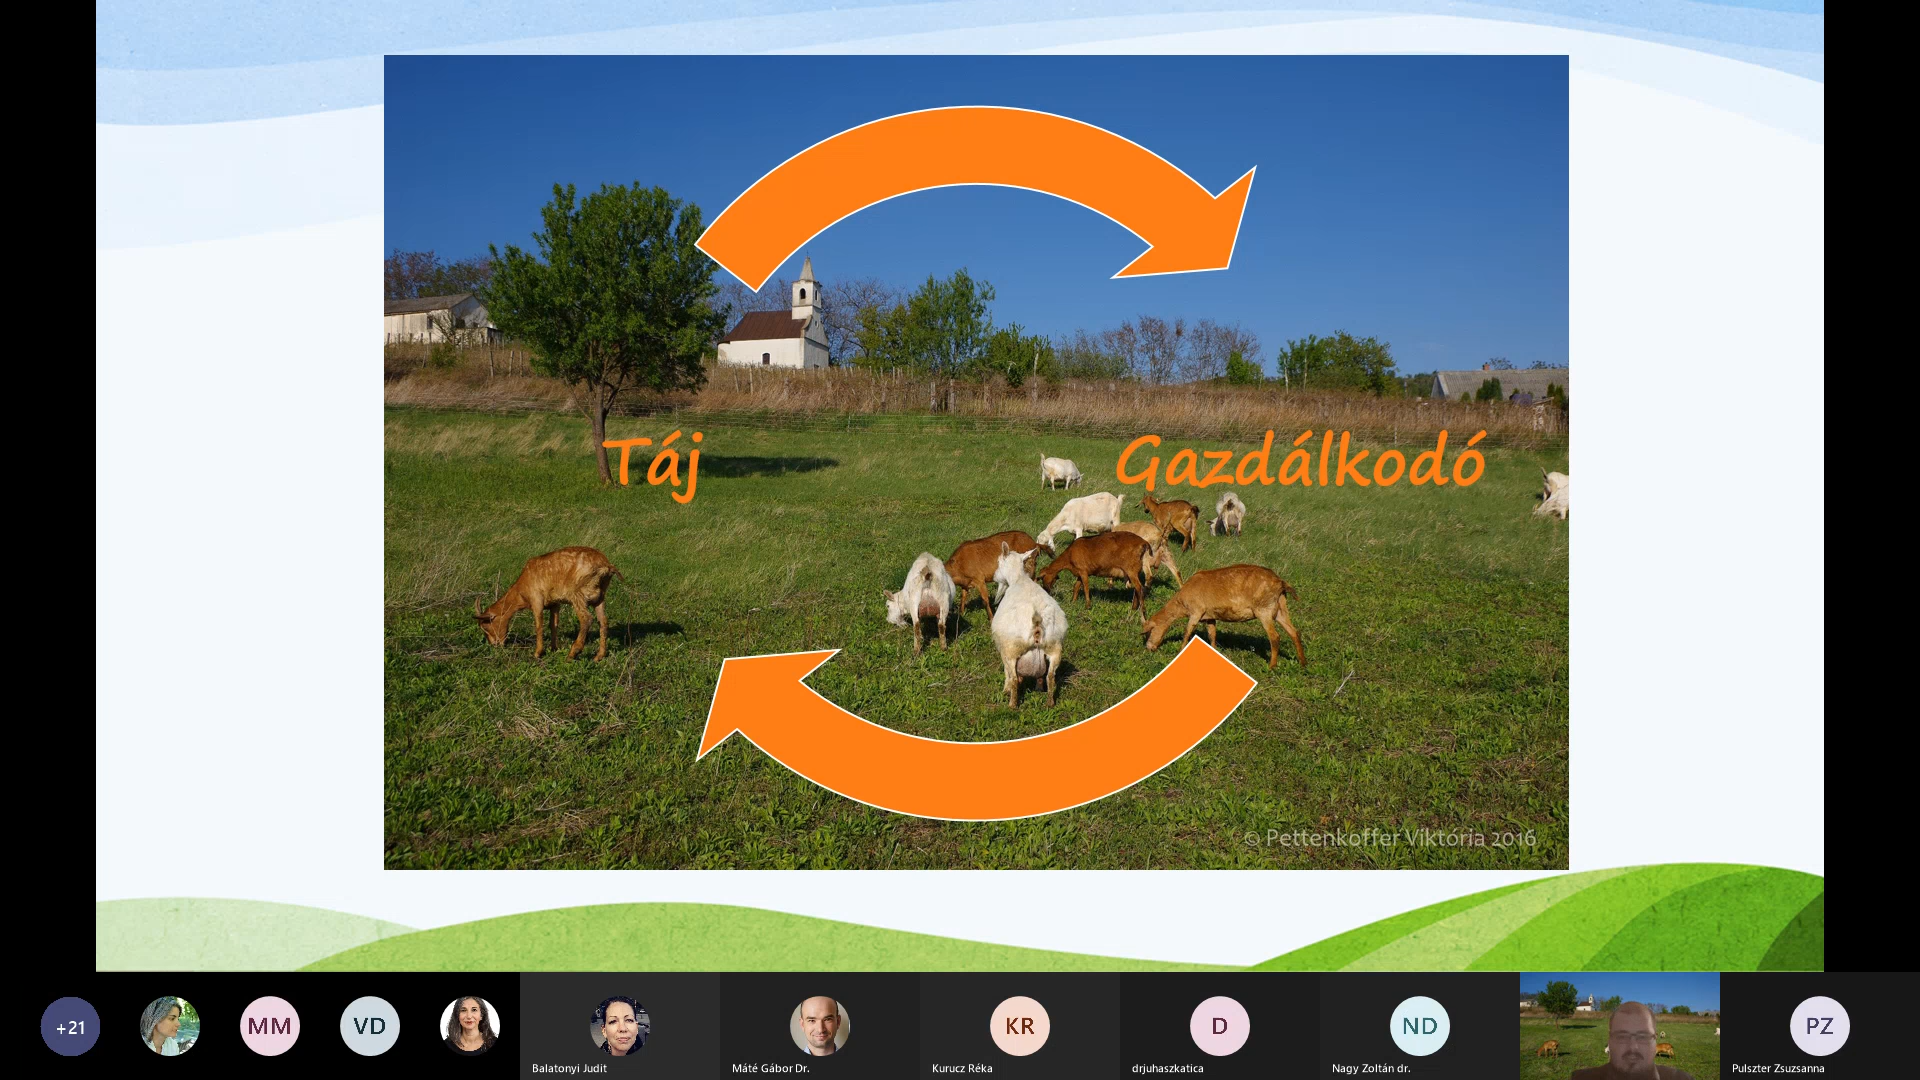 Táj
Gazdálkodó
© Pettenkoffer Viktória 2016
+21
MM
VD
KR
D
ND
PZ
Balatonyi Judit
Máté Gábor Dr.
Kurucz Réka
drjuhaszkatica
Nagy Zoltán dr.
Pulszter Zsuzsanna